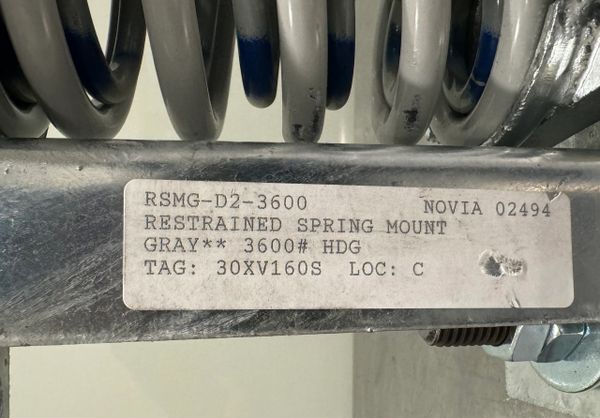 RSMG-D2-3600 NOVIA 02494
RESTRAINED SPRING MOUNT
GRAY** 3600# HDG
TAG: 30XV160S LOC: C